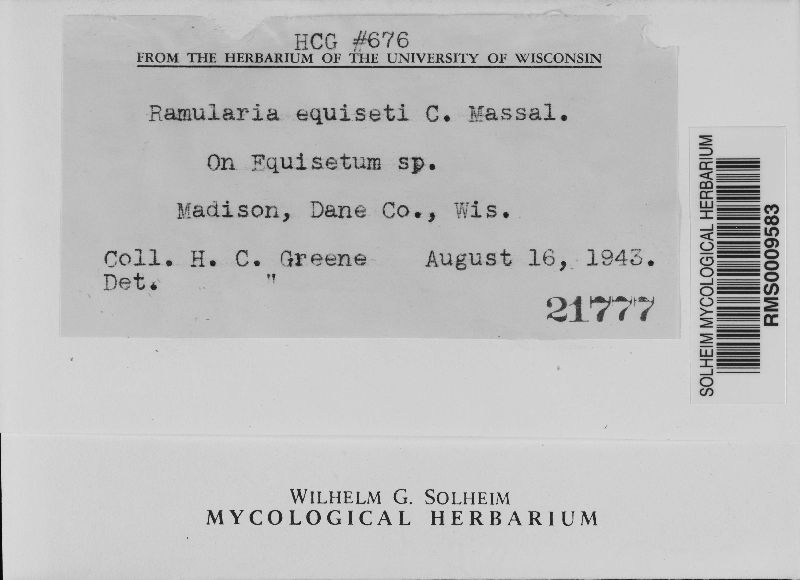 HCG #676
FROM THE HERBARIUM OF THE UNIVERSITY OF WISCONSIN
Ramularia equiseti C. Massal.
On Equisetum sp.
Madison, Dane Co., Wis.
Coll. H. C. Greene August 16, 1943.
Det. "
21777
SOLHEIM MYCOLOGICAL HERBARIUM
RMS0009583
WILHELM G. SOLHEIM
MYCOLOGICAL HERBARIUM